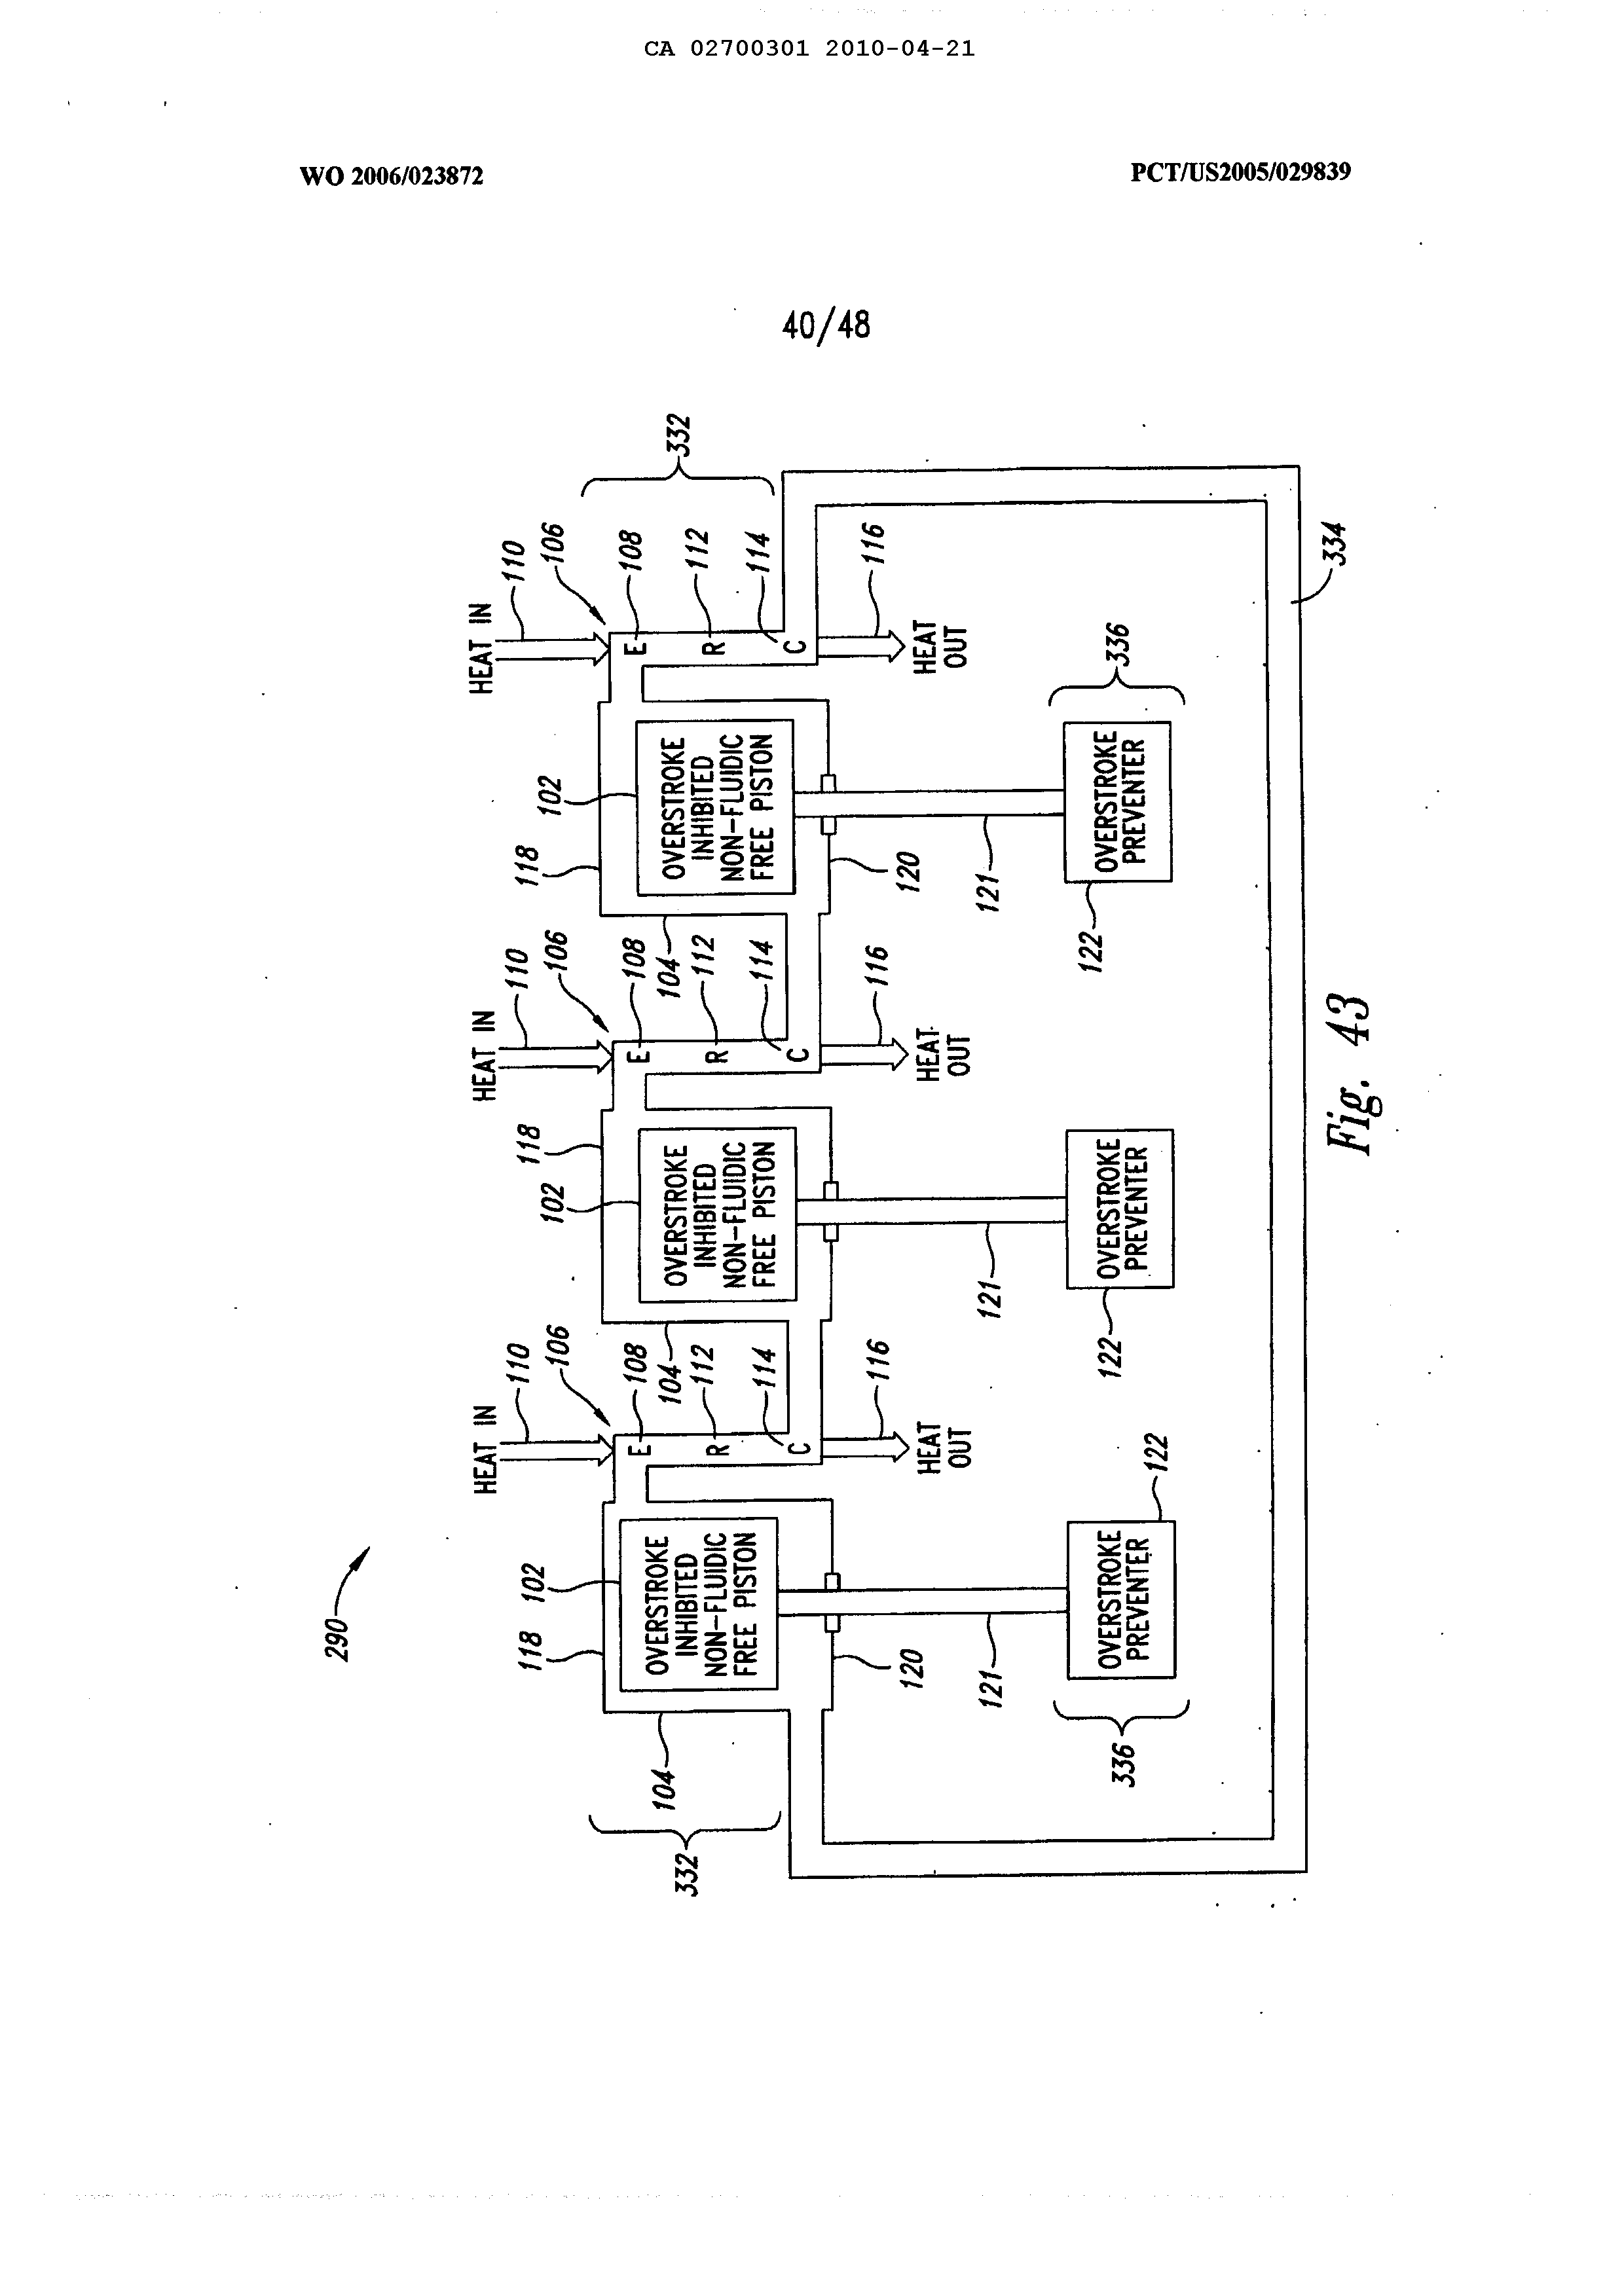 CA 02700301 2010-04-21
WO 2006/023872
PCT/US2005/029839
40/48
290
HEAT IN
110
HEAT IN
110
HEAT IN
110
118
102
106
118
102
106
118
102
106
332
104
OVERSTROKE
INHIBITED
NON-FLUIDIC
FREE PISTON
E
108
R
112
C
114
104
OVERSTROKE
INHIBITED
NON-FLUIDIC
FREE PISTON
E
108
R
112
C
114
104
OVERSTROKE
INHIBITED
NON-FLUIDIC
FREE PISTON
E
108
R
112
C
114
332
120
HEAT
OUT
116
HEAT
OUT
116
120
HEAT
OUT
116
121
121
121
336
OVERSTROKE
PREVENTER
122
OVERSTROKE
PREVENTER
122
OVERSTROKE
PREVENTER
122
336
334
Fig. 43